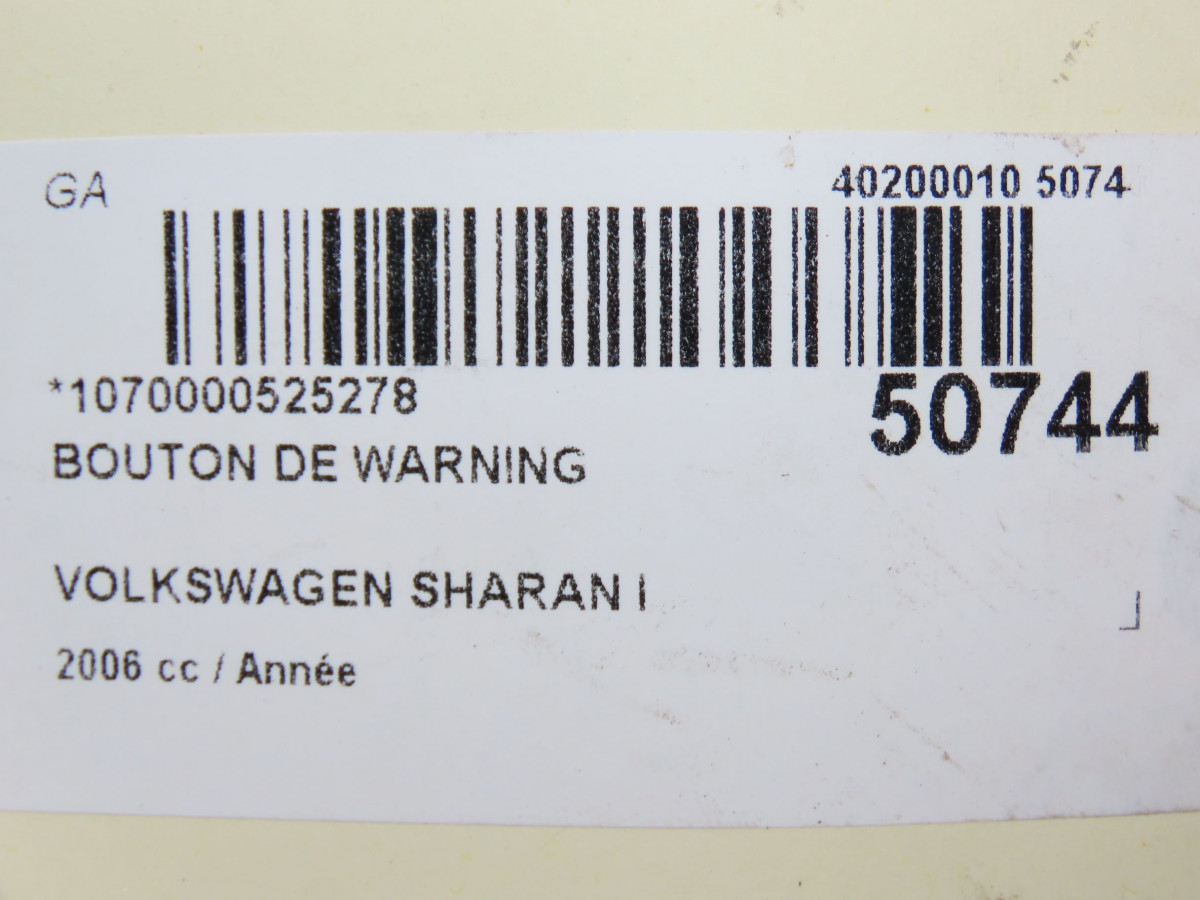 GA
40200010 5074
*1070000525278
50744
BOUTON DE WARNING
VOLKSWAGEN SHARAN I
2006 cc / Année